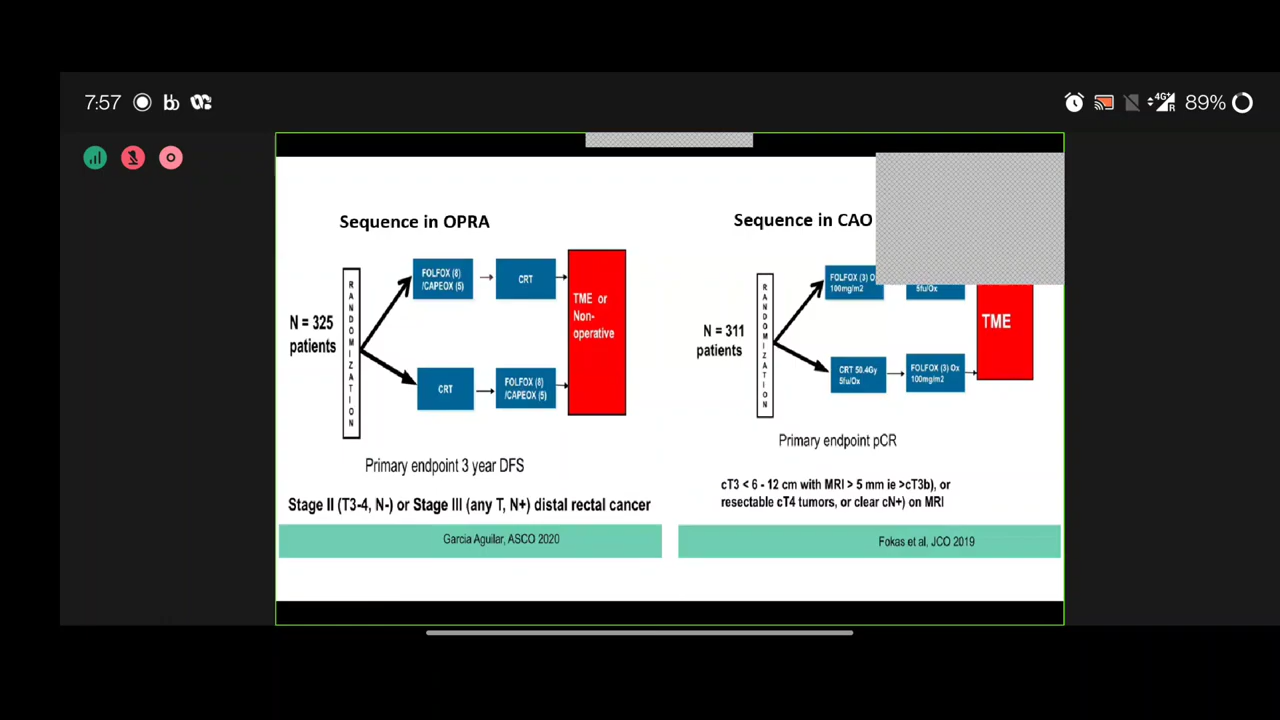 7:57
4G+
R
89%
Sequence in OPRA
N = 325
patients
RANDOMIZATION
FOLFOX (8)
/CAPEOX (5)
CRT
CRT
FOLFOX (8)
/CAPEOX (5)
TME or
Non-
operative
Primary endpoint 3 year DFS
Stage II (T3-4, N-) or Stage III (any T, N+) distal rectal cancer
Garcia Aguilar, ASCO 2020
Sequence in CAO
N = 311
patients
RANDOMIZATION
FOLFOX (3)
100mg/m2
5fu/Ox
CRT 50.4Gy
5fu/Ox
FOLFOX (3) Ox
100mg/m2
TME
Primary endpoint pCR
cT3 < 6 - 12 cm with MRI > 5 mm ie >cT3b), or
resectable cT4 tumors, or clear cN+) on MRI
Fokas et al, JCO 2019